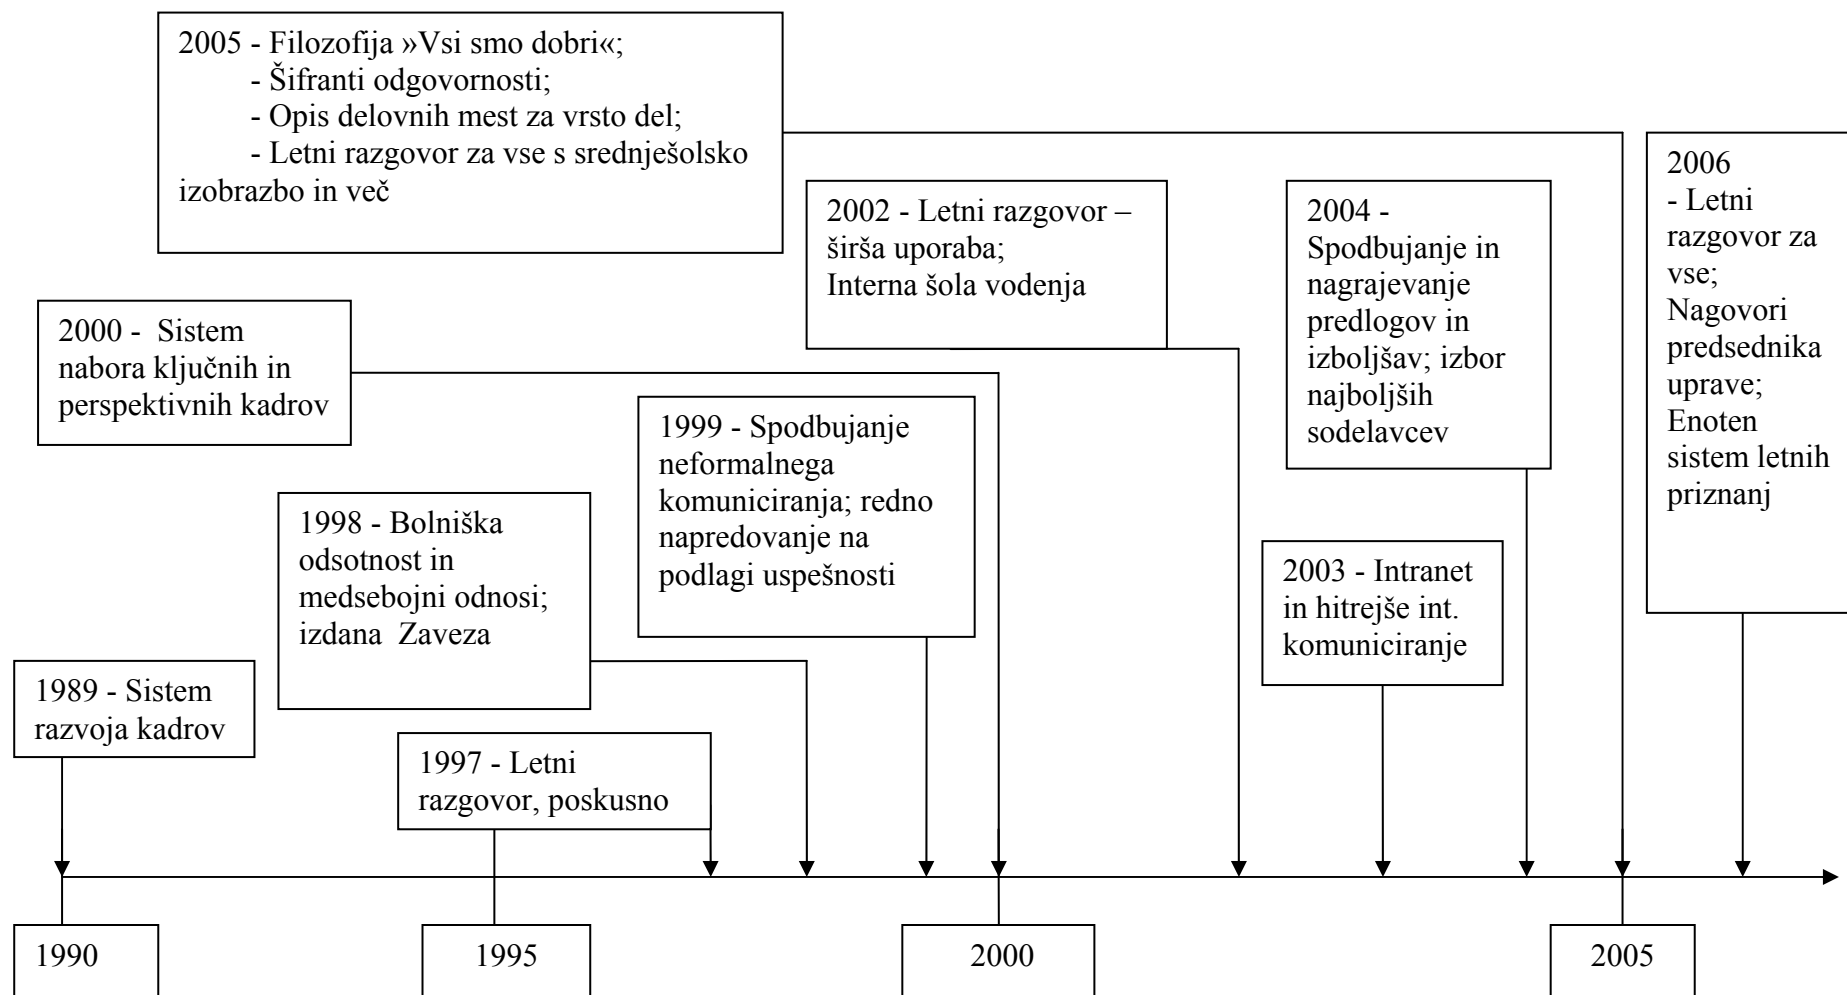 2005 - Filozofija »Vsi smo dobri«;
- Šifranti odgovornosti;
- Opis delovnih mest za vrsto del;
- Letni razgovor za vse s srednješolsko
izobrazbo in več
2006
- Letni
razgovor za
vse;
Nagovori
predsednika
uprave;
Enoten
sistem letnih
priznanj
2002 - Letni razgovor –
širša uporaba;
Interna šola vodenja
2004 -
Spodbujanje in
nagrajevanje
predlogov in
izboljšav; izbor
najboljših
sodelavcev
2000 - Sistem
nabora ključnih in
perspektivnih kadrov
1999 - Spodbujanje
neformalnega
komuniciranja; redno
napredovanje na
podlagi uspešnosti
1998 - Bolniška
odsotnost in
medsebojni odnosi;
izdana Zaveza
2003 - Intranet
in hitrejše int.
komuniciranje
1989 - Sistem
razvoja kadrov
1997 - Letni
razgovor, poskusno
1990
1995
2000
2005